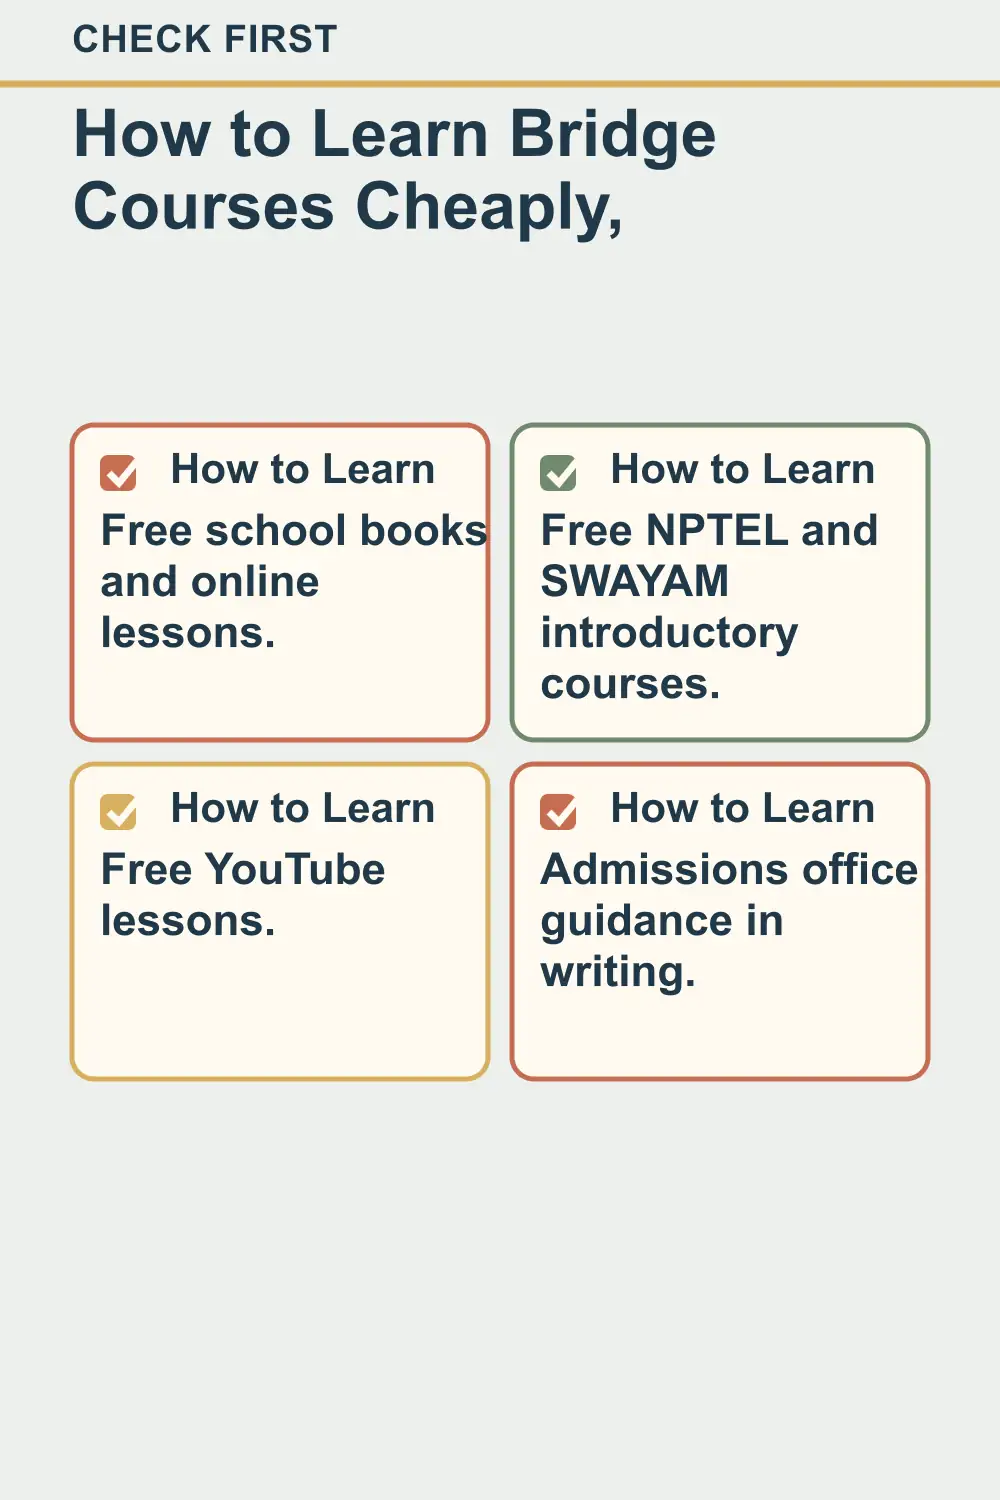 CHECK FIRST
How to Learn Bridge
Courses Cheaply,
How to Learn
Free school books
and online
lessons.
How to Learn
Free NPTEL and
SWAYAM
introductory
courses.
How to Learn
Free YouTube
lessons.
How to Learn
Admissions office
guidance in
writing.